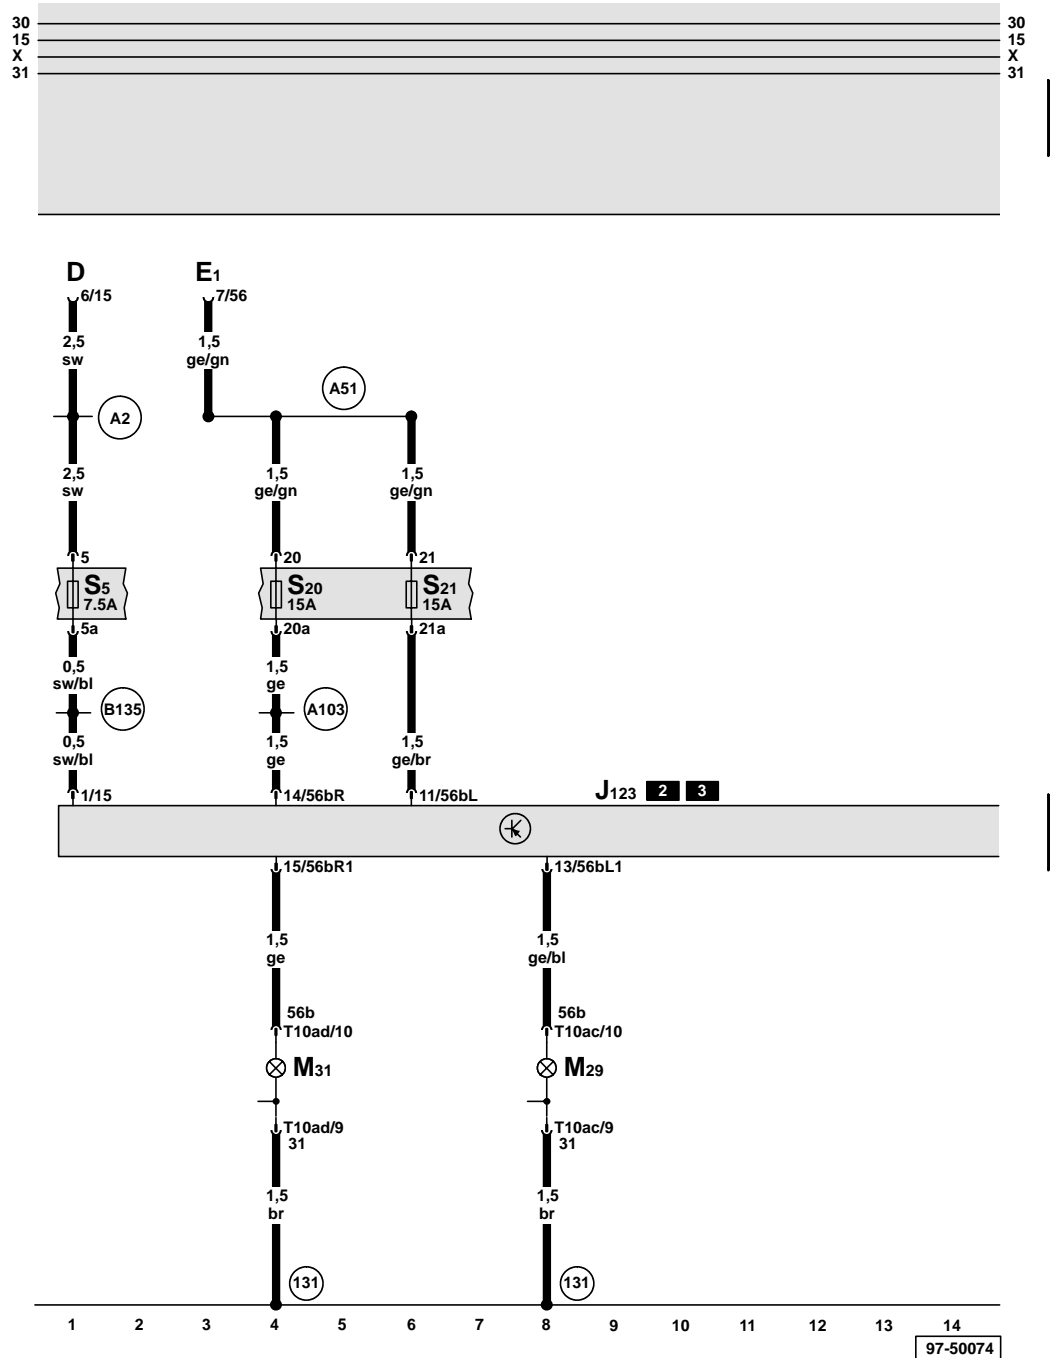 30 30
15 15
X X
31 31
D E1
6/15 7/56
2,5 1,5
sw ge/gn
A2 A51
2,5 1,5 1,5
sw ge/gn ge/gn
5 20 21
S5 S20 S21
7.5A 15A 15A
5a 20a 21a
0,5 1,5
sw/bl ge
B135 A103
0,5 1,5 1,5
sw/bl ge ge/br
1/15 14/56bR 11/56bL J123 2 3
15/56bR1 13/56bL1
1,5 1,5
ge ge/bl
56b 56b
T10ad/10 T10ac/10
M31 M29
T10ad/9 T10ac/9
31 31
1,5 1,5
br br
131 131
1 2 3 4 5 6 7 8 9 10 11 12 13 14
97-50074